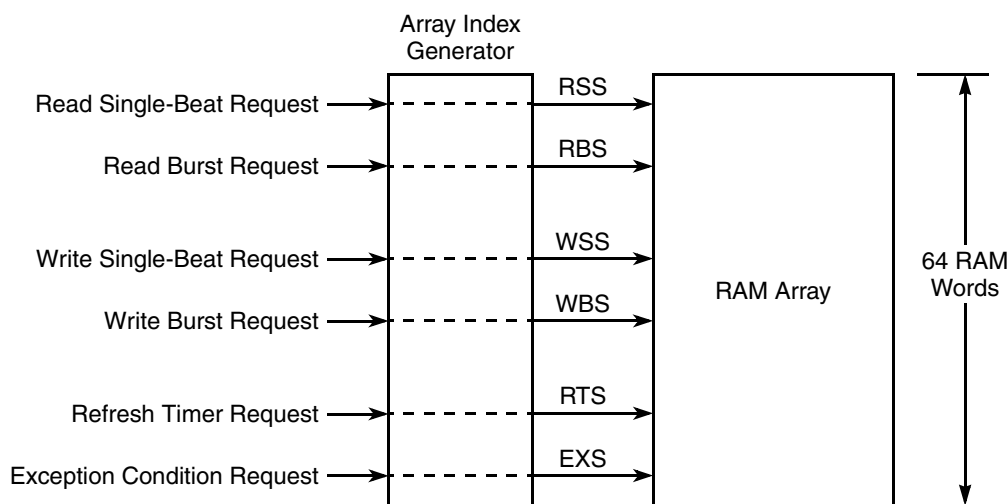 Array Index
Generator
Read Single-Beat Request
RSS
Read Burst Request
RBS
Write Single-Beat Request
WSS
Write Burst Request
WBS
RAM Array
64 RAM
Words
Refresh Timer Request
RTS
Exception Condition Request
EXS